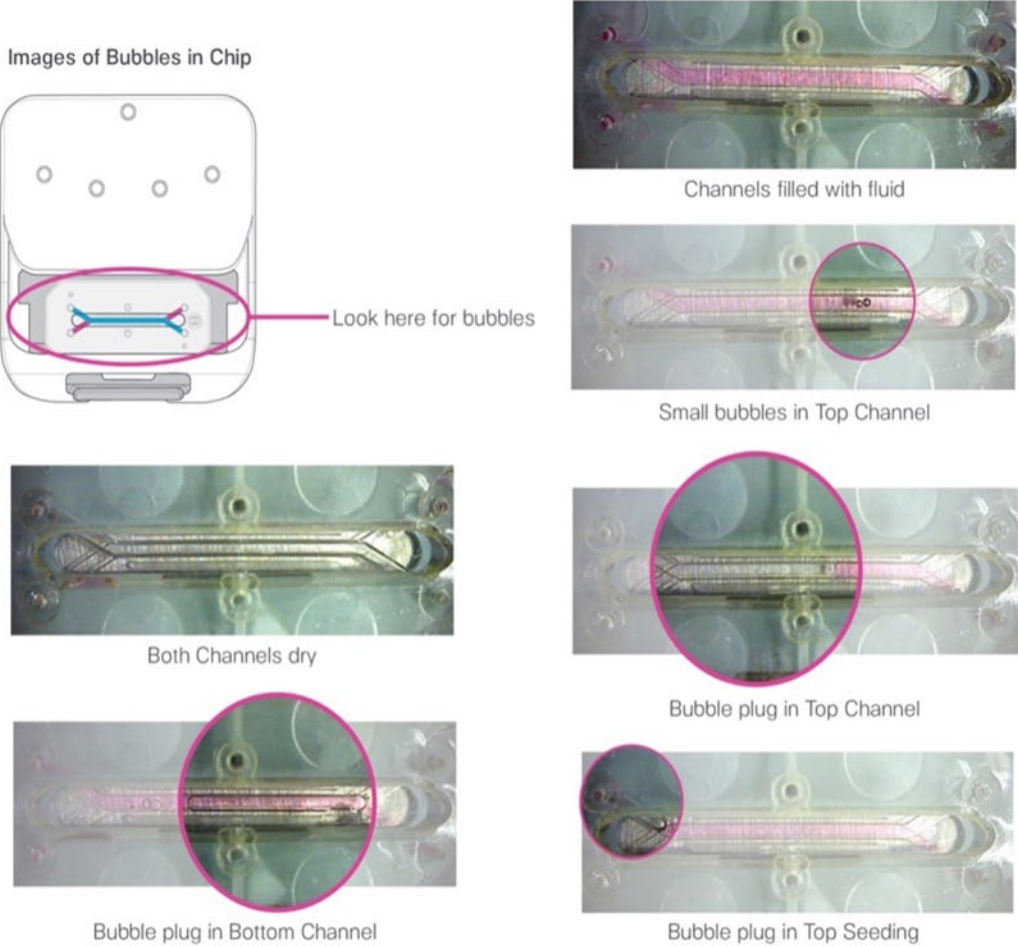 Images of Bubbles in Chip
Look here for bubbles
Both Channels dry
Bubble plug in Bottom Channel
Channels filled with fluid
Small bubbles in Top Channel
Bubble plug in Top Channel
Bubble plug in Top Seeding